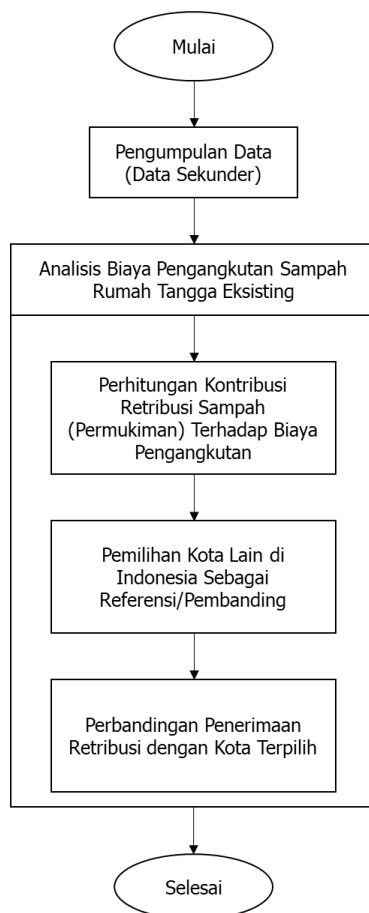 Mulai
Pengumpulan Data
(Data Sekunder)
Analisis Biaya Pengangkutan Sampah
Rumah Tangga Eksisting
Perhitungan Kontribusi
Retribusi Sampah
(Permukiman) Terhadap Biaya
Pengangkutan
Pemilihan Kota Lain di
Indonesia Sebagai
Referensi/Pembanding
Perbandingan Penerimaan
Retribusi dengan Kota Terpilih
Selesai